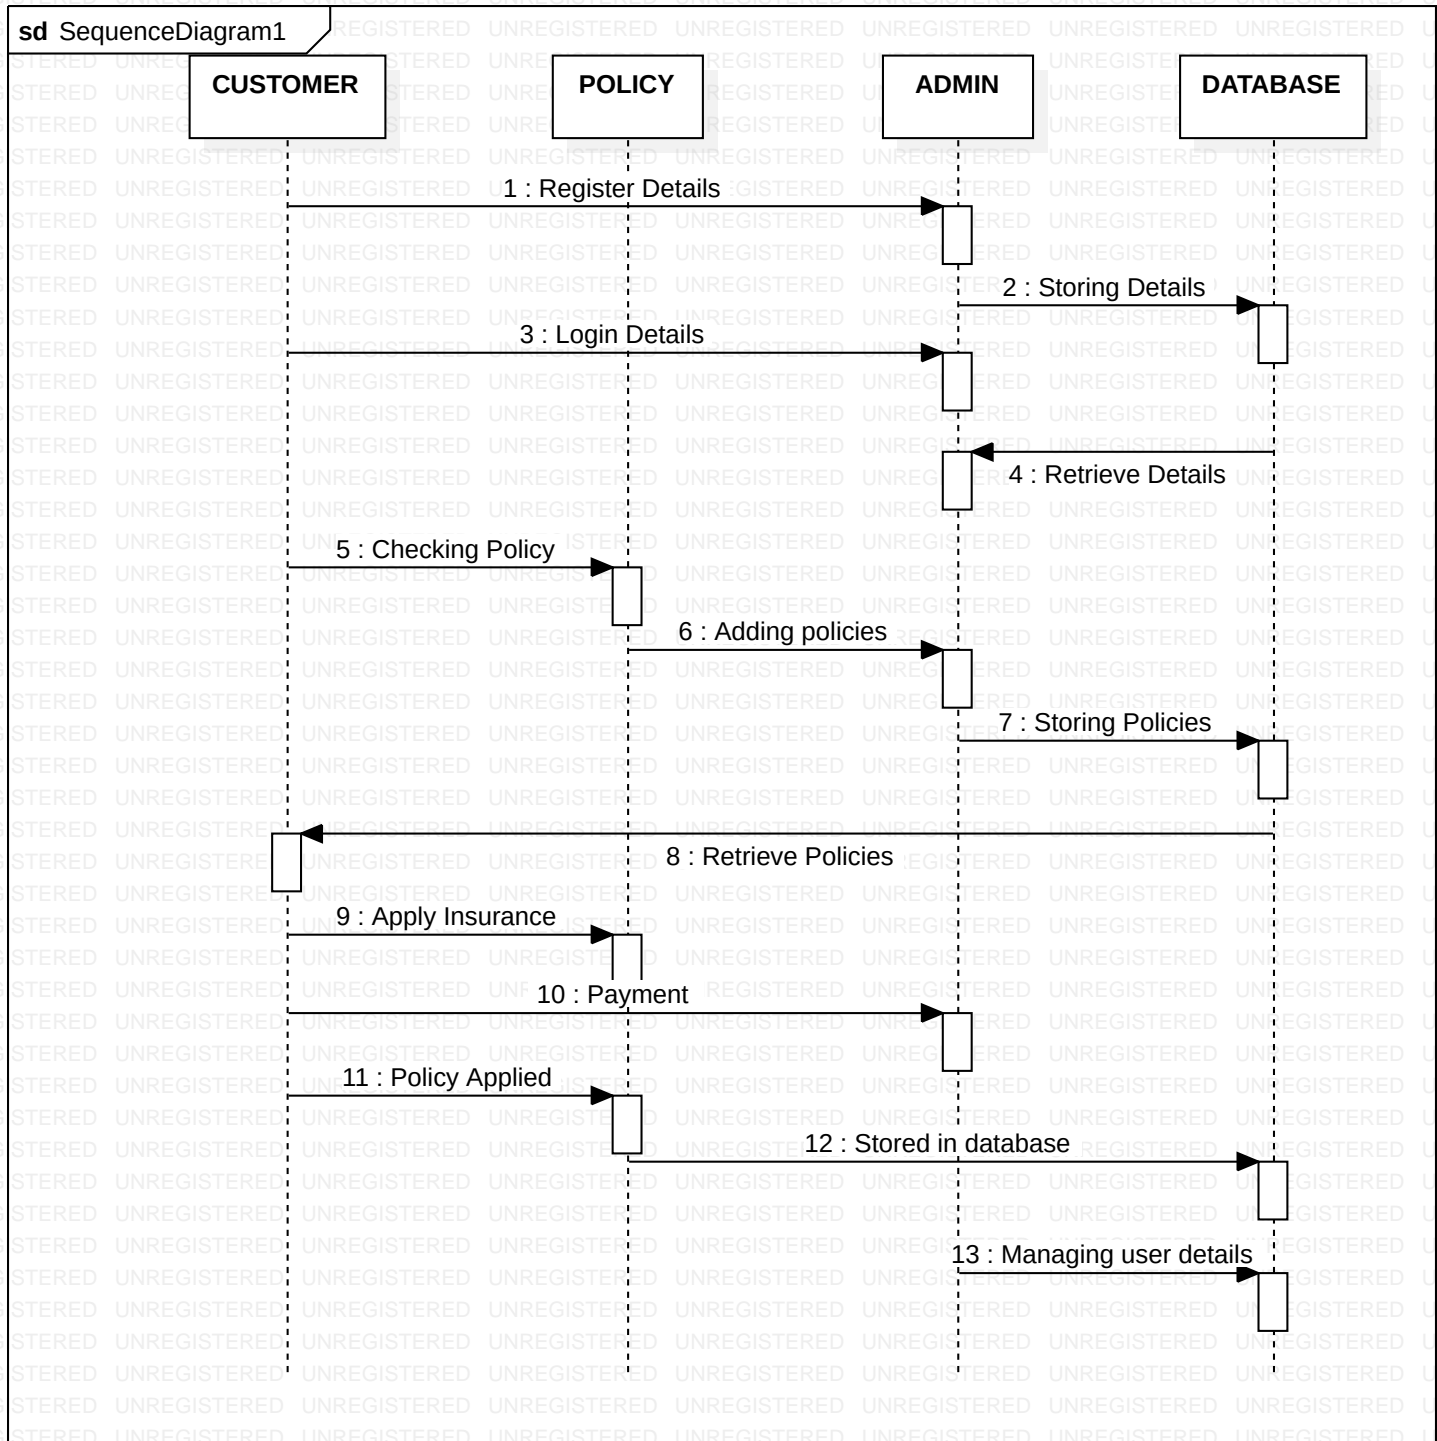 sd SequenceDiagram1
CUSTOMER
POLICY
ADMIN
DATABASE
1 : Register Details
2 : Storing Details
3 : Login Details
4 : Retrieve Details
5 : Checking Policy
6 : Adding policies
7 : Storing Policies
8 : Retrieve Policies
9 : Apply Insurance
10 : Payment
11 : Policy Applied
12 : Stored in database
13 : Managing user details
UNREGISTERED